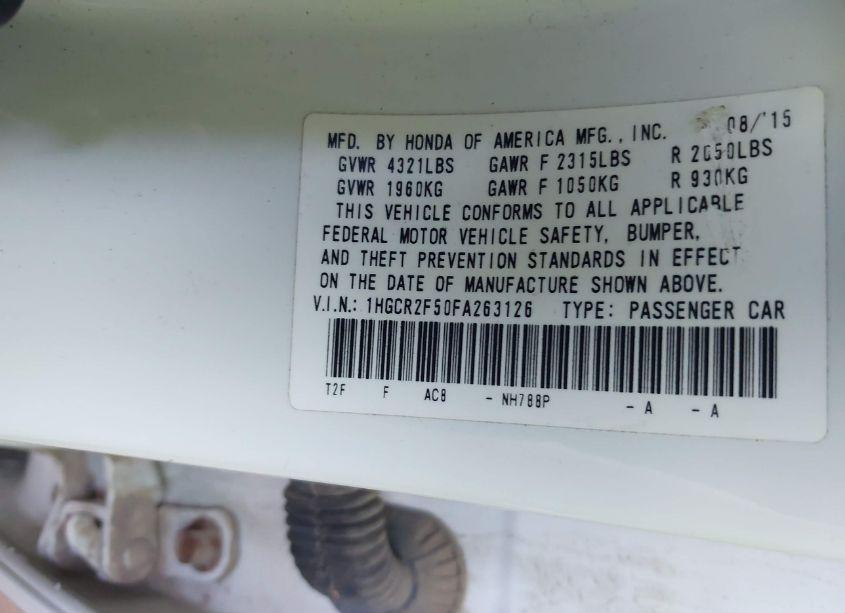 MFD. BY HONDA OF AMERICA MFG., INC. 08/'15
GVWR 4321LBS GAWR F 2315LBS R 2050LBS
GVWR 1960KG GAWR F 1050KG R 930KG
THIS VEHICLE CONFORMS TO ALL APPLICABLE
FEDERAL MOTOR VEHICLE SAFETY, BUMPER,
AND THEFT PREVENTION STANDARDS IN EFFECT
ON THE DATE OF MANUFACTURE SHOWN ABOVE.
V.I.N.: 1HGCR2F50FA263126 TYPE: PASSENGER CAR
T2F F AC8 - NH788P - A - A